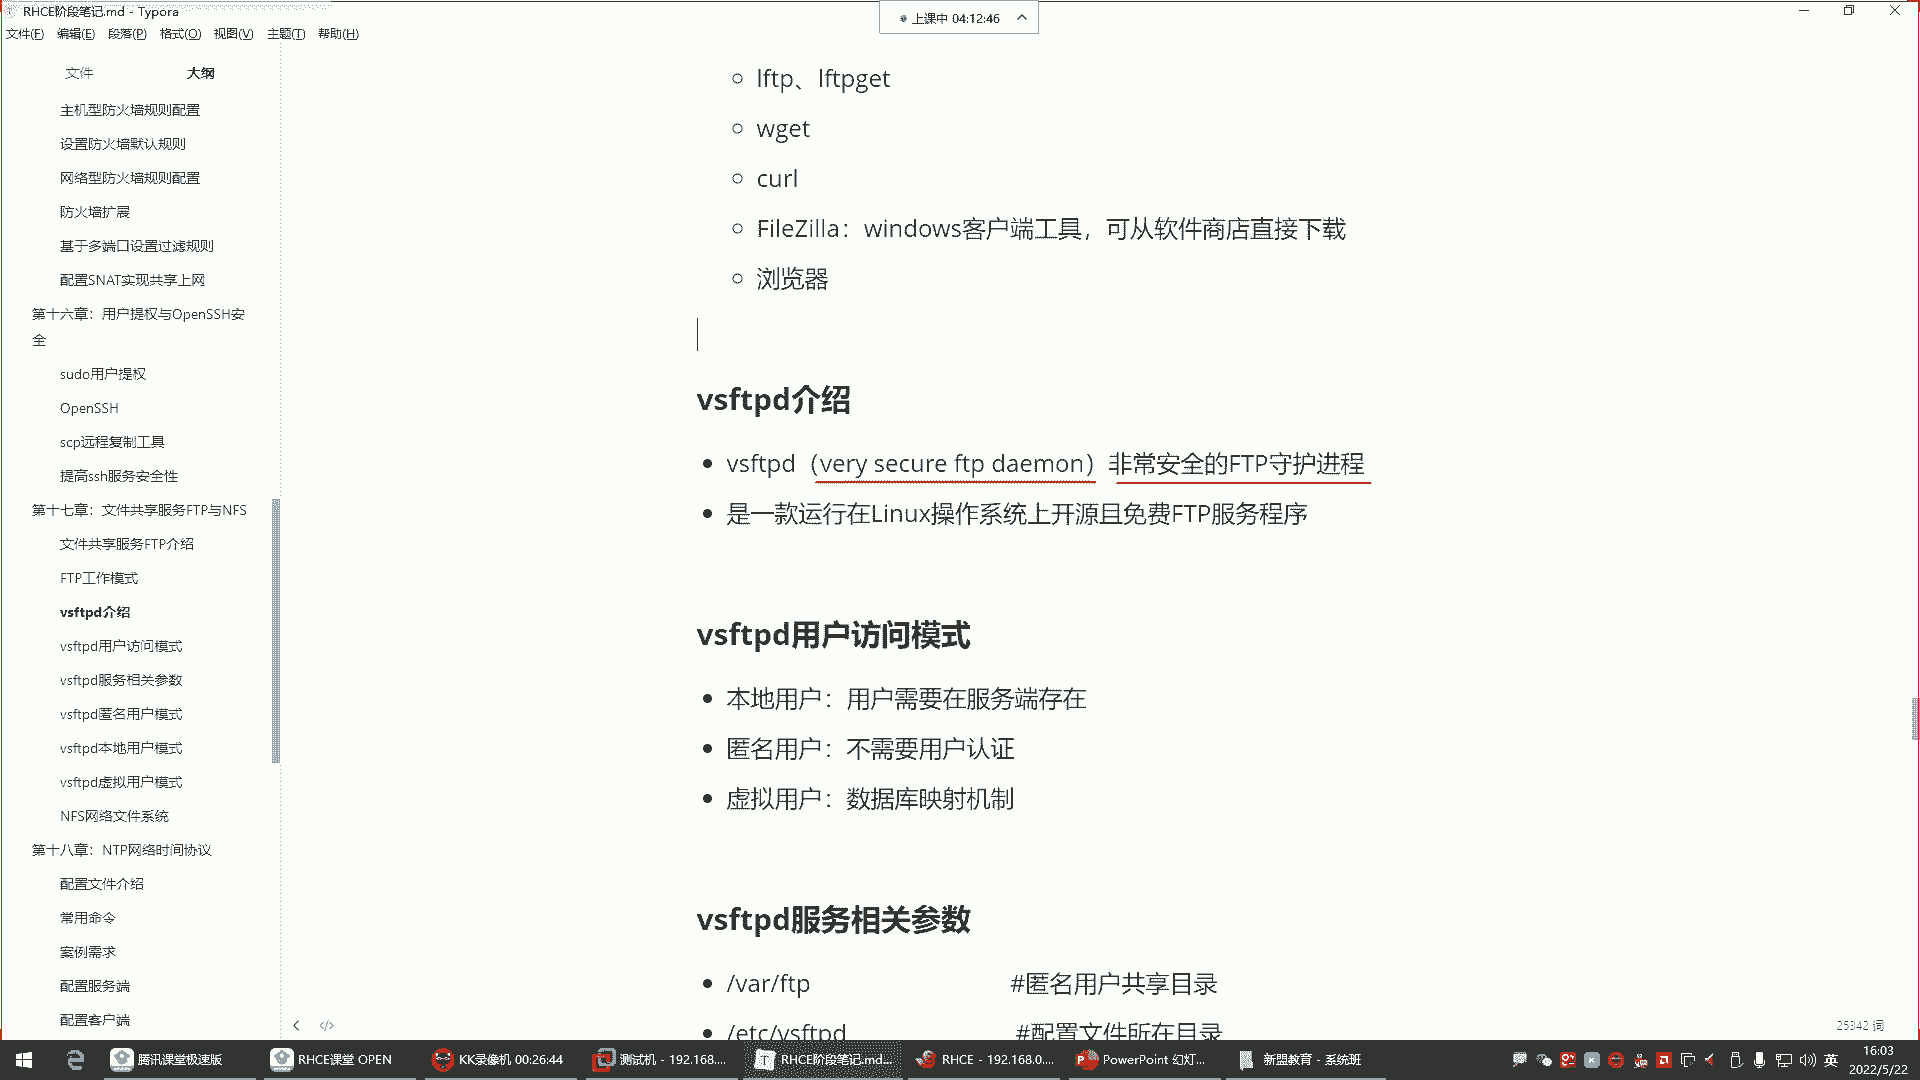 RHCE阶段笔记.md - Typora
上课中 04:12:46
文件(F) 编辑(E) 段落(P) 格式(O) 视图(V) 主题(T) 帮助(H)
文件 大纲
主机型防火墙规则配置
设置防火墙默认规则
网络型防火墙规则配置
防火墙扩展
基于多端口设置过滤规则
配置SNAT实现共享上网
第十六章：用户提权与OpenSSH安
全
sudo用户提权
OpenSSH
scp远程复制工具
提高ssh服务安全性
第十七章：文件共享服务FTP与NFS
文件共享服务FTP介绍
FTP工作模式
vsftpd介绍
vsftpd用户访问模式
vsftpd服务相关参数
vsftpd匿名用户模式
vsftpd本地用户模式
vsftpd虚拟用户模式
NFS网络文件系统
第十八章：NTP网络时间协议
配置文件介绍
常用命令
案例需求
配置服务端
配置客户端
lftp、lftpget
wget
curl
FileZilla：windows客户端工具，可从软件商店直接下载
浏览器
vsftpd介绍
vsftpd（very secure ftp daemon）非常安全的FTP守护进程
是一款运行在Linux操作系统上开源且免费FTP服务程序
vsftpd用户访问模式
本地用户：用户需要在服务端存在
匿名用户：不需要用户认证
虚拟用户：数据库映射机制
vsftpd服务相关参数
/var/ftp #匿名用户共享目录
/etc/vsftpd #配置文件所在目录
25342 词
腾讯课堂极速版 RHCE课堂 OPEN KK录像机 00:26:44 测试机 - 192.168.... RHCE阶段笔记.md... RHCE - 192.168.0.... PowerPoint 幻灯... 新盟教育 - 系统班 英
16:03
2022/5/22